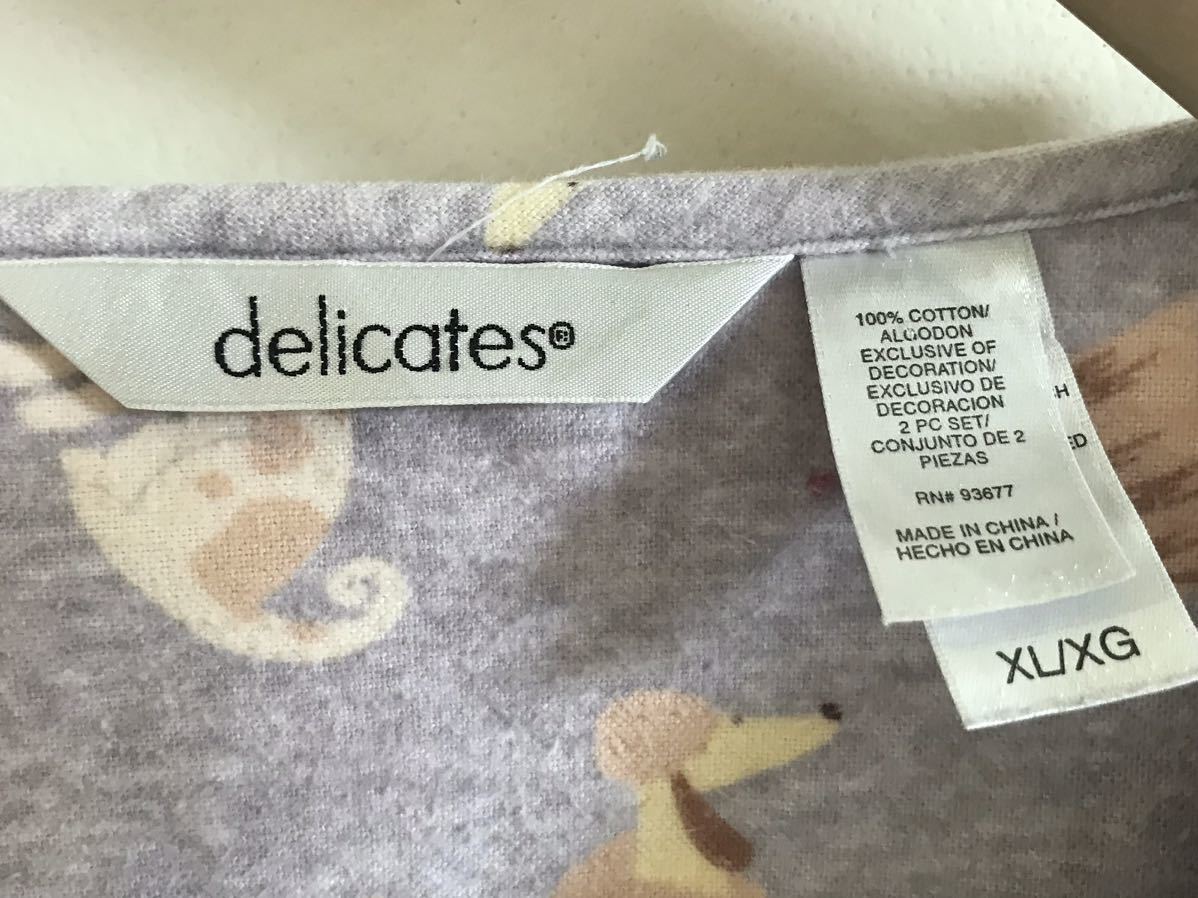 delicates®
100% COTTON/
ALGODON
EXCLUSIVE OF
DECORATION/
EXCLUSIVO DE
DECORACION
2 PC SET/
CONJUNTO DE 2
PIEZAS
RN# 93677
MADE IN CHINA /
HECHO EN CHINA
XL/XG